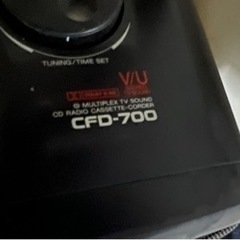 TUNING/TIME SET
V/U
MULTIPLEX TV SOUND
CD RADIO CASSETTE-CORDER
CFD-700